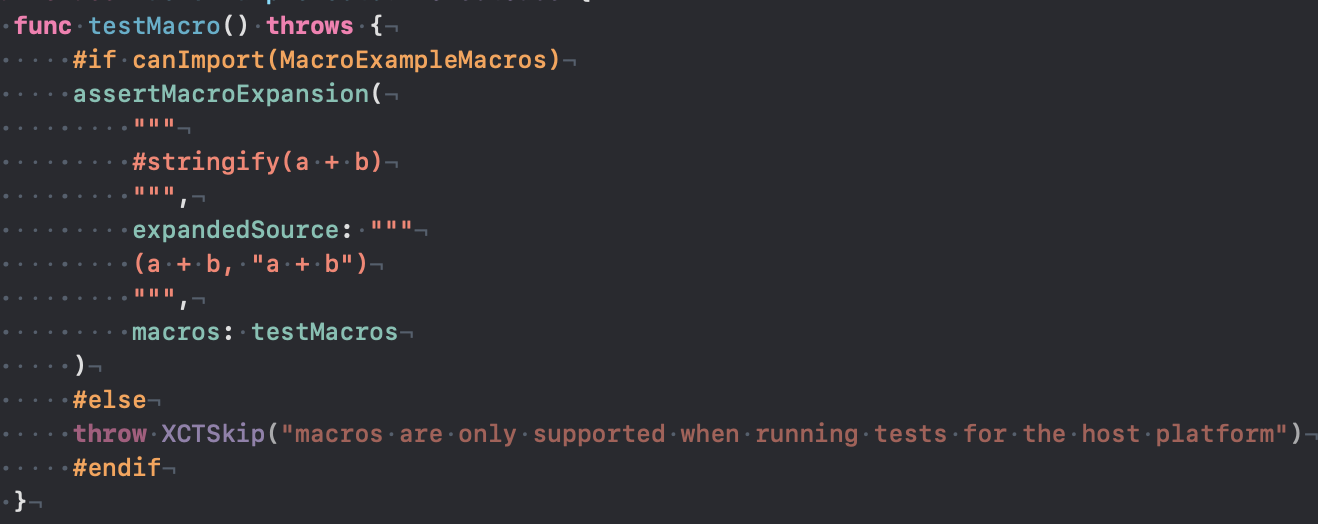 func testMacro() throws {
    #if canImport(MacroExampleMacros)
    assertMacroExpansion(
        """
        #stringify(a + b)
        """,
        expandedSource: """
        (a + b, "a + b")
        """,
        macros: testMacros
    )
    #else
    throw XCTSkip("macros are only supported when running tests for the host platform")
    #endif
}